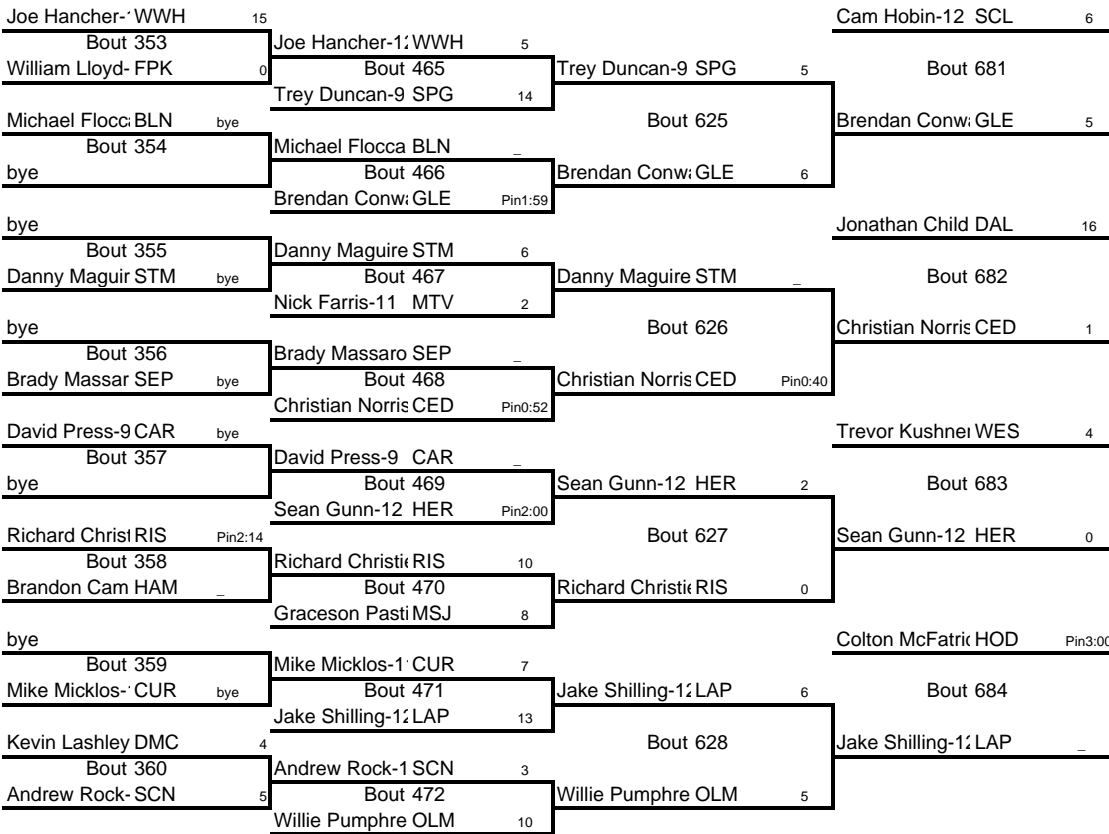 Joe Hancher-1 WWH 15
Bout 353
William Lloyd- FPK 0
Michael Flocca BLN bye
Bout 354
bye
bye
Bout 355
Danny Maguir STM bye
bye
Bout 356
Brady Massar SEP bye
David Press-9 CAR bye
Bout 357
bye
Richard Christ RIS Pin2:14
Bout 358
Brandon Cam HAM _
bye
Bout 359
Mike Micklos-1 CUR bye
Kevin Lashley DMC 4
Bout 360
Andrew Rock- SCN 5
Joe Hancher-12 WWH 5
Bout 465
Trey Duncan-9 SPG 14
Michael Flocca BLN _
Bout 466
Brendan Conwa GLE Pin1:59
Danny Maguire STM 6
Bout 467
Nick Farris-11 MTV 2
Brady Massaro SEP _
Bout 468
Christian Norris CED Pin0:52
David Press-9 CAR _
Bout 469
Sean Gunn-12 HER Pin2:00
Richard Christie RIS 10
Bout 470
Graceson Pasti MSJ 8
Mike Micklos-1 CUR 7
Bout 471
Jake Shilling-12 LAP 13
Andrew Rock-1 SCN 3
Bout 472
Willie Pumphre OLM 10
Trey Duncan-9 SPG 5
Bout 625
Brendan Conwa GLE 6
Danny Maguire STM _
Bout 626
Christian Norris CED Pin0:40
Sean Gunn-12 HER 2
Bout 627
Richard Christie RIS 0
Jake Shilling-12 LAP 6
Bout 628
Willie Pumphre OLM 5
Cam Hobin-12 SCL 6
Bout 681
Brendan Conwa GLE 5
Jonathan Child DAL 16
Bout 682
Christian Norris CED 1
Trevor Kushner WES 4
Bout 683
Sean Gunn-12 HER 0
Colton McFatric HOD Pin3:00
Bout 684
Jake Shilling-12 LAP _